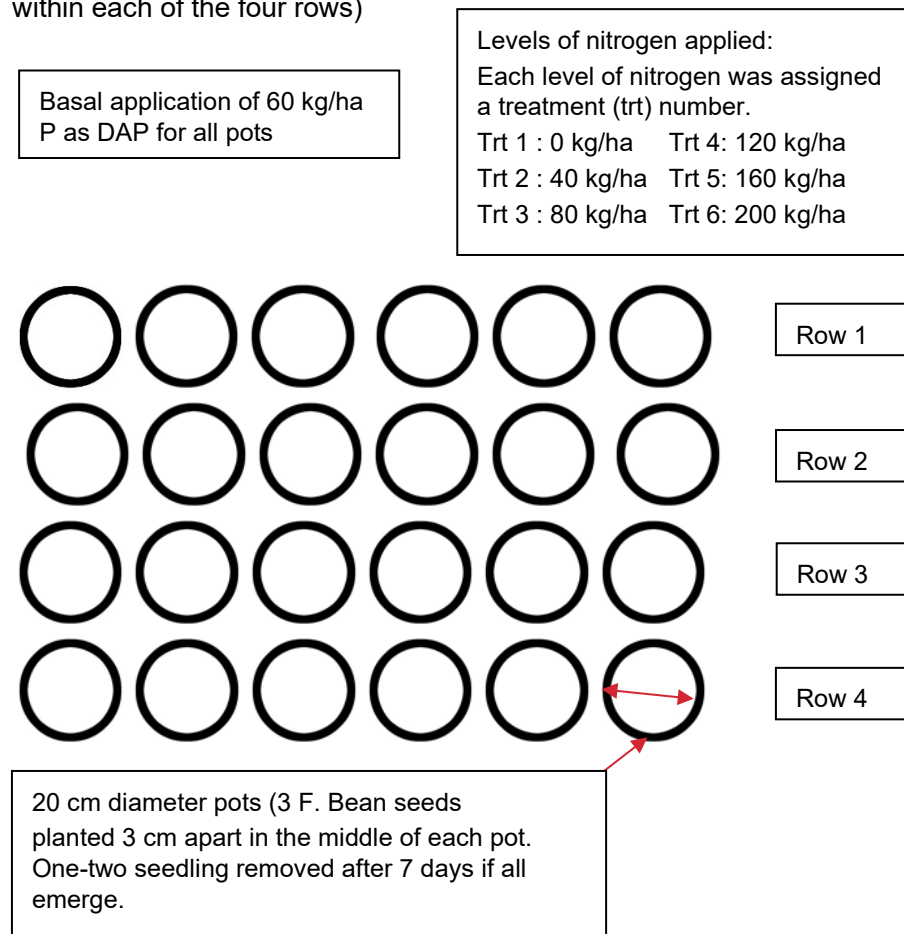 within each of the four rows)
Basal application of 60 kg/ha
P as DAP for all pots
Levels of nitrogen applied:
Each level of nitrogen was assigned
a treatment (trt) number.
Trt 1 : 0 kg/ha Trt 4: 120 kg/ha
Trt 2 : 40 kg/ha Trt 5: 160 kg/ha
Trt 3 : 80 kg/ha Trt 6: 200 kg/ha
Row 1
Row 2
Row 3
Row 4
20 cm diameter pots (3 F. Bean seeds
planted 3 cm apart in the middle of each pot.
One-two seedling removed after 7 days if all
emerge.